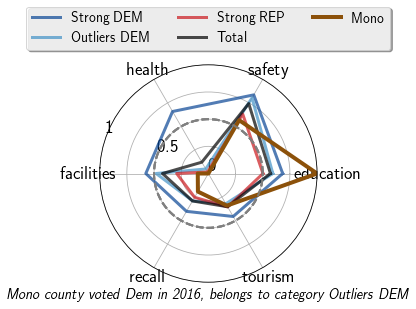 Strong DEM Strong REP Mono
Outliers DEM Total
health safety
1
0.5
0
facilities education
recall tourism
Mono county voted Dem in 2016, belongs to category Outliers DEM